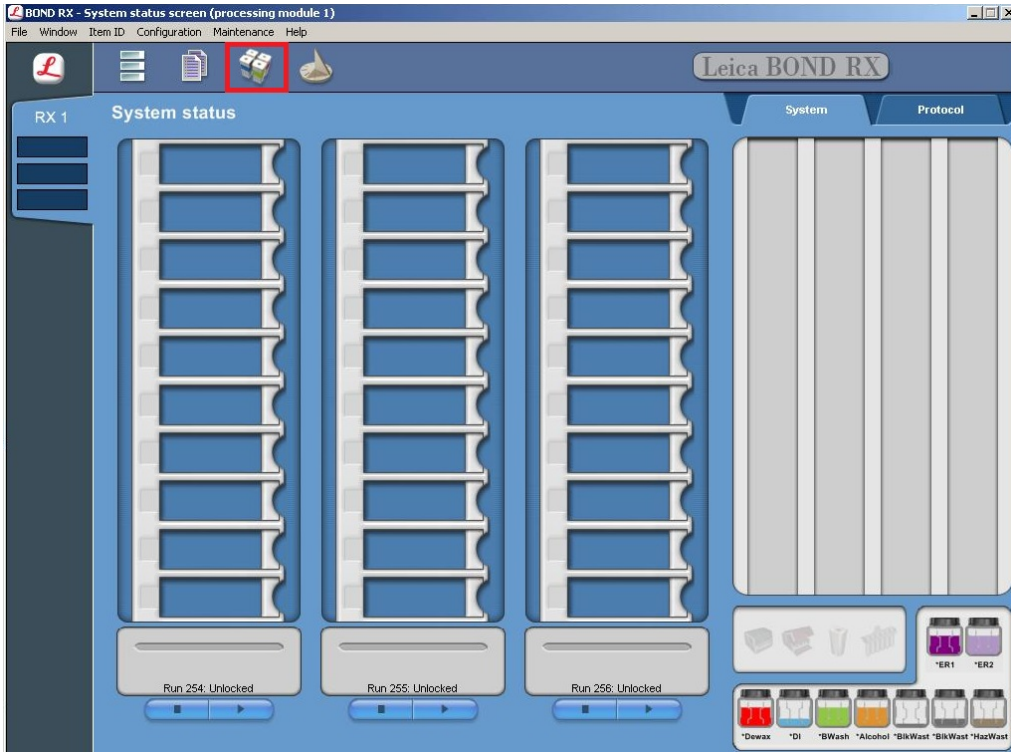 BOND RX - System status screen (processing module 1)
File Window Item ID Configuration Maintenance Help
Leica BOND RX
RX 1
System status
System
Protocol
Run 254: Unlocked
Run 255: Unlocked
Run 256: Unlocked
*ER1 *ER2
*Dewax *DI *BWash *Alcohol *BlkWast *BlkWast *HazWast